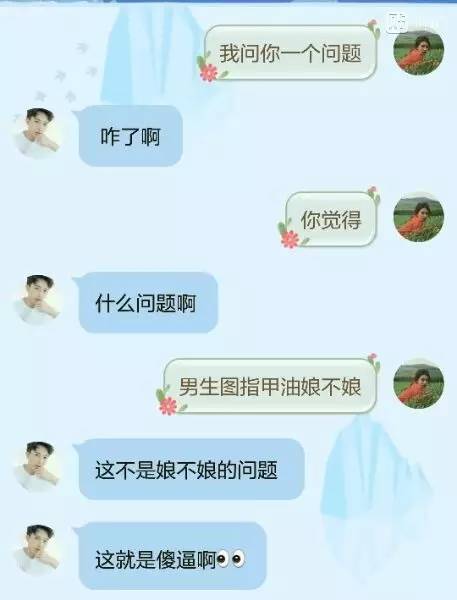 我问你一个问题
咋了啊
你觉得
什么问题啊
男生图指甲油娘不娘
这不是娘不娘的问题
这就是傻逼啊👀